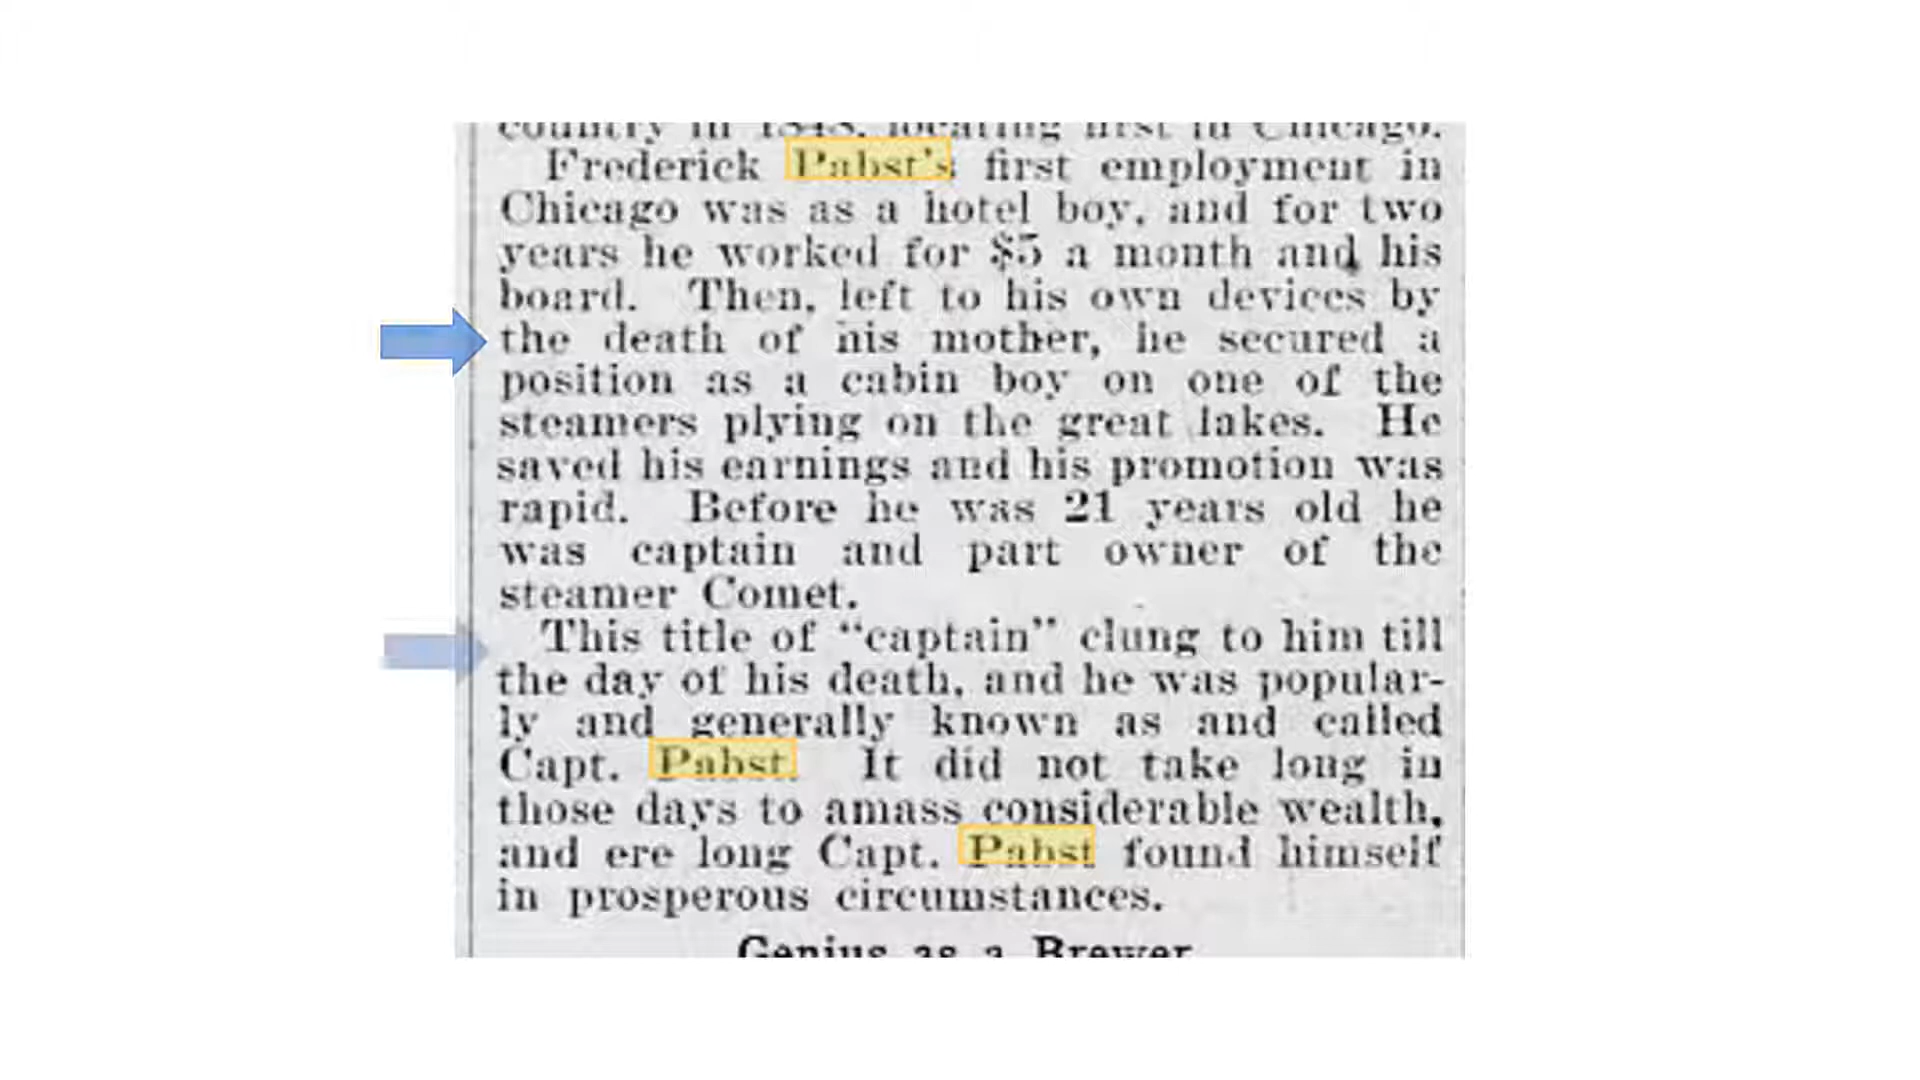 country in 1848, locating first in Chicago.
Frederick Pabst's first employment in
Chicago was as a hotel boy, and for two
years he worked for $5 a month and his
board. Then, left to his own devices by
the death of his mother, he secured a
position as a cabin boy on one of the
steamers plying on the great lakes. He
saved his earnings and his promotion was
rapid. Before he was 21 years old he
was captain and part owner of the
steamer Comet.
This title of "captain" clung to him till
the day of his death, and he was popular-
ly and generally known as and called
Capt. Pabst. It did not take long in
those days to amass considerable wealth,
and ere long Capt. Pabst found himself
in prosperous circumstances.
Genius as a Brewer